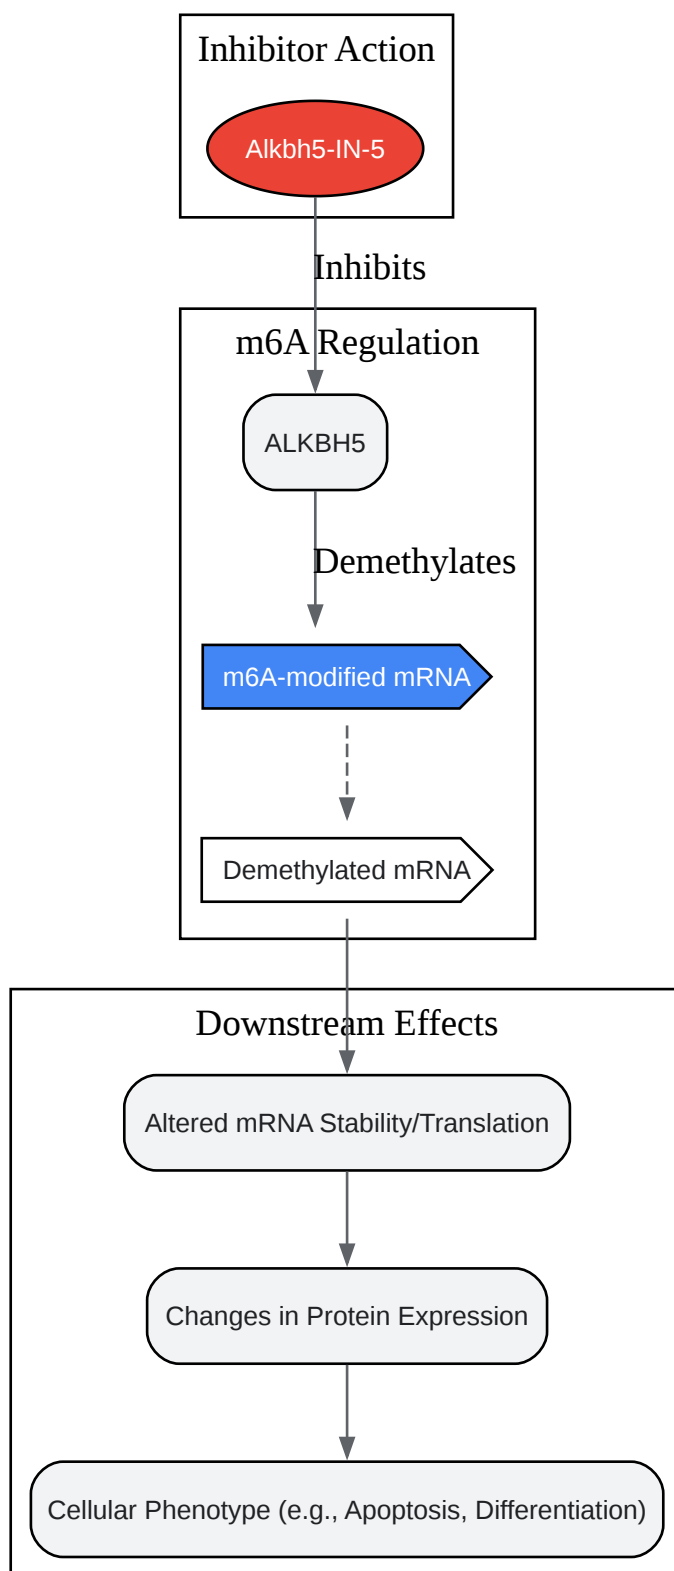 Inhibitor Action
Alkbh5-IN-5
Inhibits
m6A Regulation
ALKBH5
Demethylates
m6A-modified mRNA
Demethylated mRNA
Downstream Effects
Altered mRNA Stability/Translation
Changes in Protein Expression
Cellular Phenotype (e.g., Apoptosis, Differentiation)